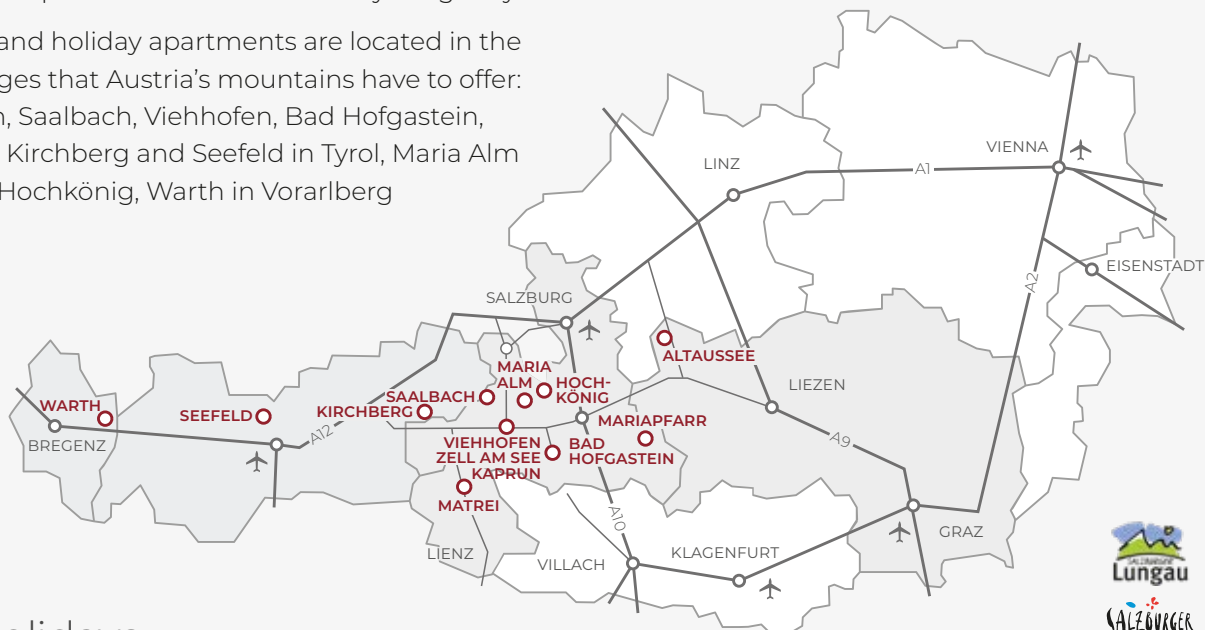 and holiday apartments are located in the
ges that Austria's mountains have to offer:
n, Saalbach, Viehhofen, Bad Hofgastein,
Kirchberg and Seefeld in Tyrol, Maria Alm
Hochkönig, Warth in Vorarlberg
VIENNA
LINZ
A1
EISENSTADT
A2
SALZBURG
ALTAUSSEE
MARIA
ALM
HOCH-
KÖNIG
LIEZEN
SAALBACH
KIRCHBERG
WARTH
SEEFELD
MARIAPFARR
BREGENZ
A12
A9
VIEHHOFEN
ZELL AM SEE
KAPRUN
BAD
HOFGASTEIN
MATREI
A10
LIENZ
VILLACH
KLAGENFURT
GRAZ
SALZBURGER
Lungau
SALZBURGER